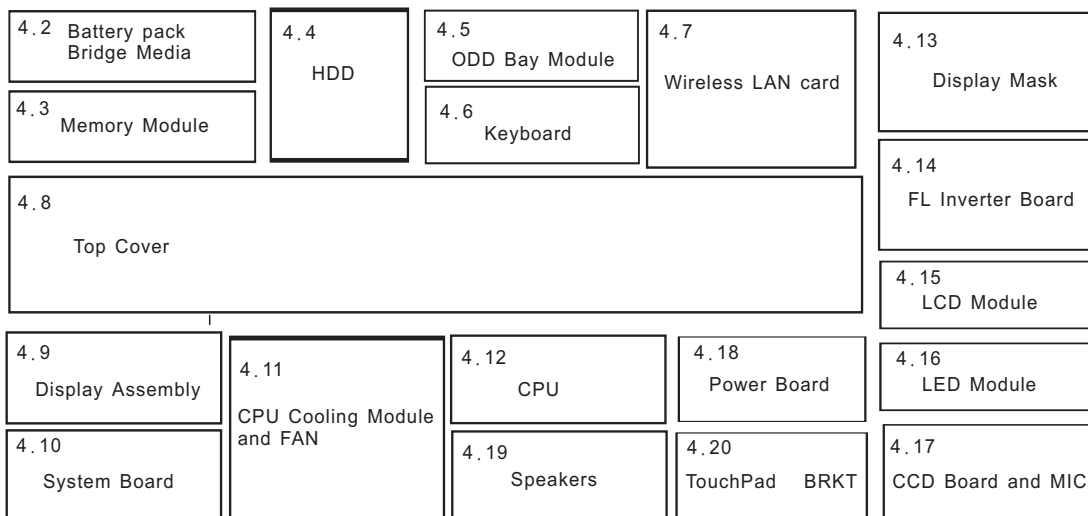 4.2 Battery pack
Bridge Media
4.3
Memory Module
4.4
HDD
4.5
ODD Bay Module
4.6
Keyboard
4.7
Wireless LAN card
4.8
Top Cover
4.9
Display Assembly
4.10
System Board
4.11
CPU Cooling Module
and FAN
4.12
CPU
4.19
Speakers
4.18
Power Board
4.20
TouchPad BRKT
4.13
Display Mask
4.14
FL Inverter Board
4.15
LCD Module
4.16
LED Module
4.17
CCD Board and MIC